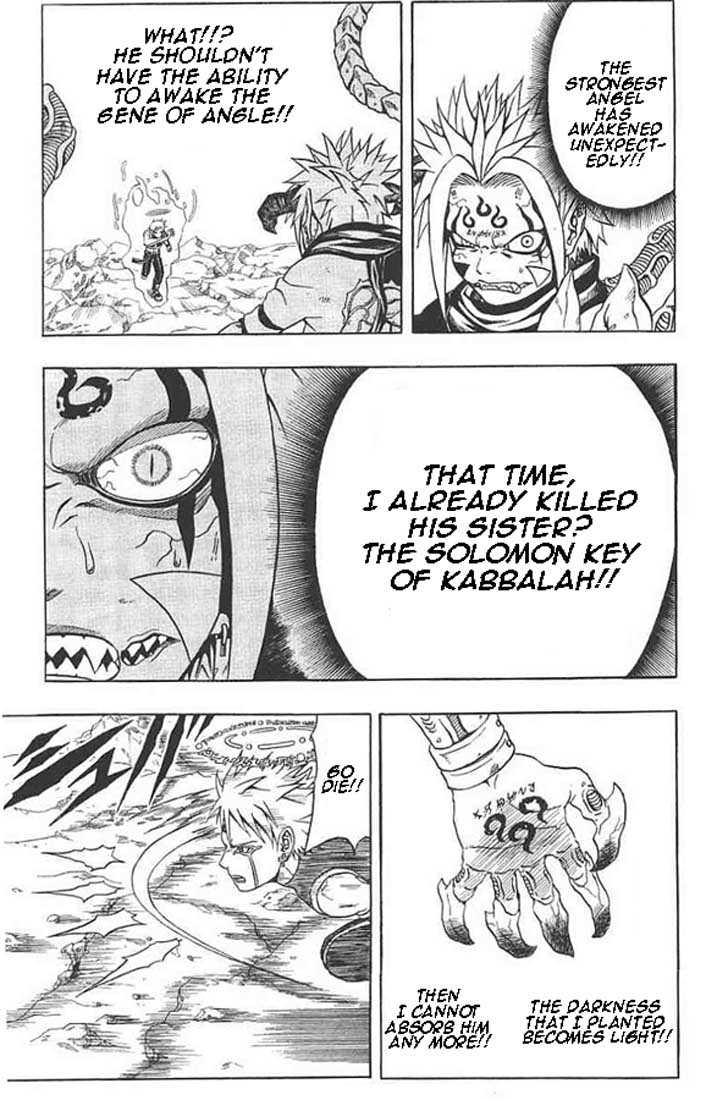 THE
STRONGEST
ANGEL
HAS
AWAKENED
UNEXPECT-
EDLY!!
WHAT!!?
HE SHOULDN'T
HAVE THE ABILITY
TO AWAKE THE
GENE OF ANGLE!!
THAT TIME,
I ALREADY KILLED
HIS SISTER?
THE SOLOMON KEY
OF KABBALAH!!
THE DARKNESS
THAT I PLANTED
BECOMES LIGHT!!
THEN
I CANNOT
ABSORB HIM
ANY MORE!!
GO
DIE!!